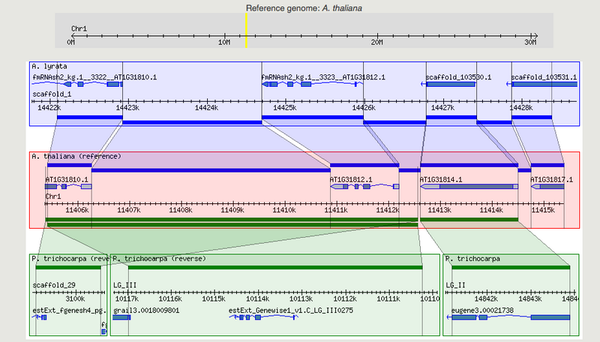 Reference genome: A. thaliana
Chr1
0M 10M 20M 30M
A. lyrata
fmRNAsh2_kg.1__3322__AT1G31810.1 fmRNAsh2_kg.1__3323__AT1G31812.1 scaffold_103530.1 scaffold_103531.1
scaffold_1
14422k 14423k 14424k 14425k 14426k 14427k 14428k
A. thaliana (reference)
AT1G31810.1 AT1G31812.1 AT1G31814.1 AT1G31817.1
Chr1
11406k 11407k 11408k 11409k 11410k 11411k 11412k 11413k 11414k 11415k
P. trichocarpa (reve P. trichocarpa (reverse) P. trichocarpa
scaffold_29 LG_III LG_II
3100k 10117k 10116k 10115k 10114k 10113k 10112k 10111k 10110 14842k 14843k 1484
estExt_fgenesh4_pg. grail3.0018009801 estExt_Genewise1_v1.C_LG_III0275 eugene3.00021738